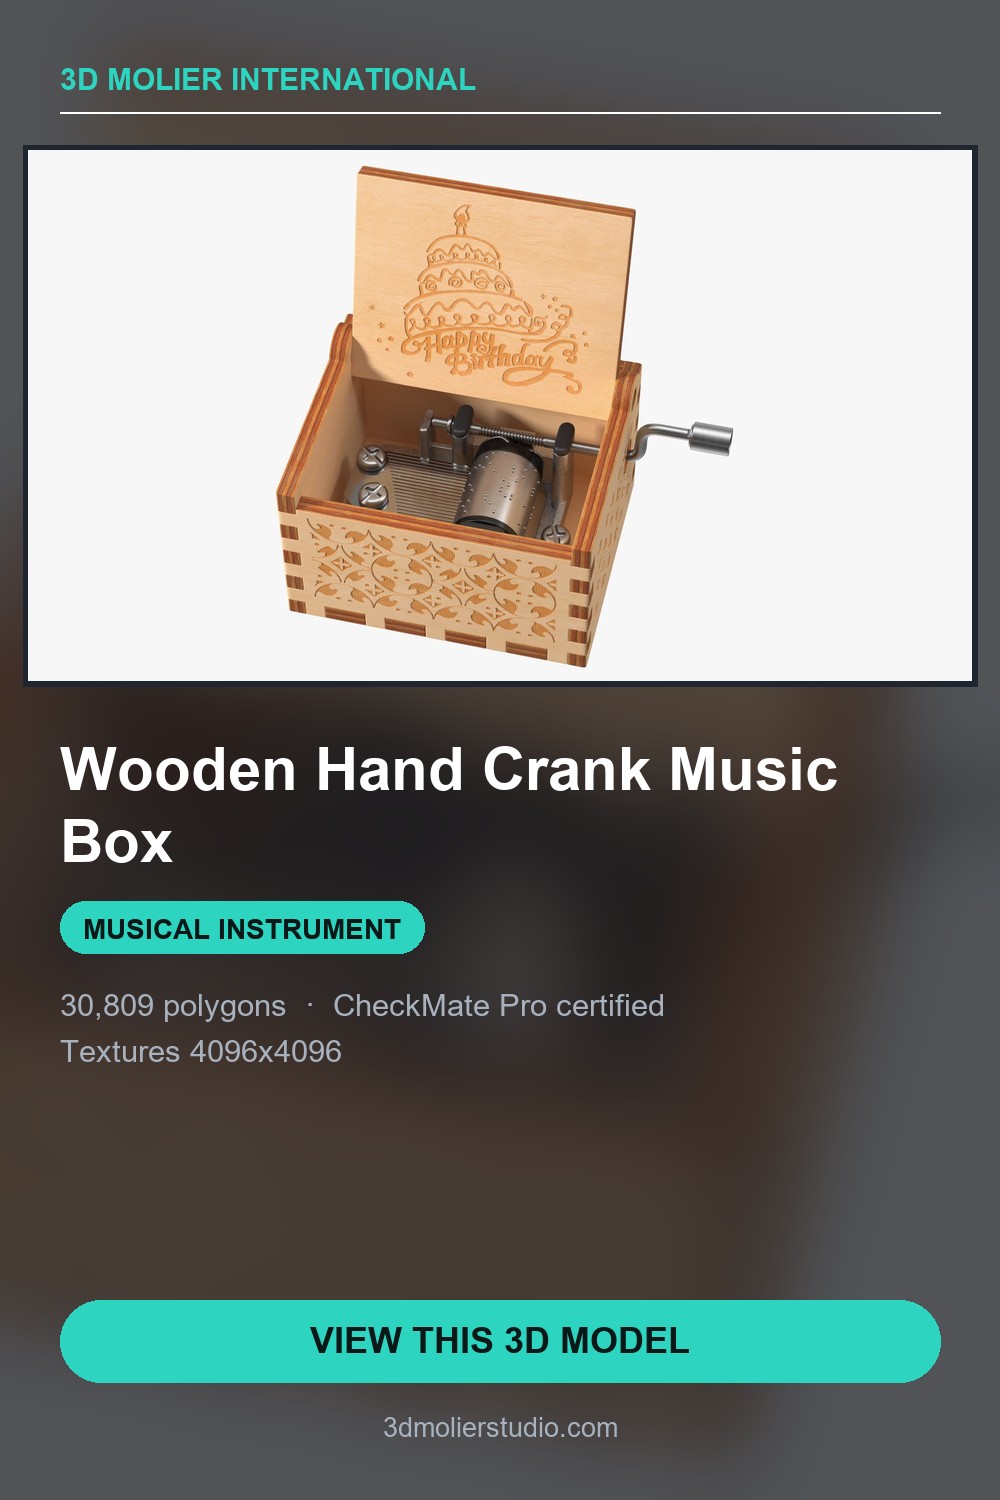 3D MOLIER INTERNATIONAL
Happy
Birthday
Wooden Hand Crank Music
Box
MUSICAL INSTRUMENT
30,809 polygons · CheckMate Pro certified
Textures 4096x4096
VIEW THIS 3D MODEL
3dmolierstudio.com